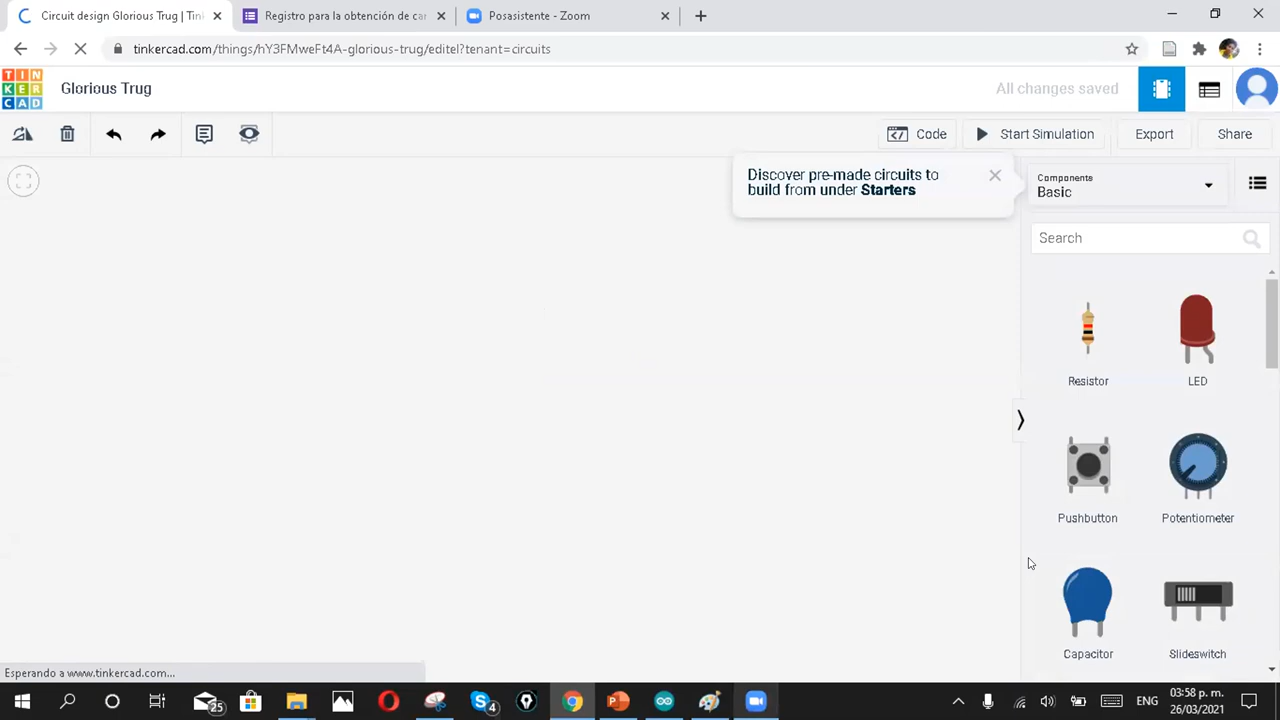 Circuit design Glorious Trug | Tink
Registro para la obtención de car
Posasistente - Zoom
tinkercad.com/things/hY3FMweFt4A-glorious-trug/editel?tenant=circuits
TIN
KER
CAD
Glorious Trug
All changes saved
Code
Start Simulation
Export
Share
Discover pre-made circuits to
build from under Starters
Components
Basic
Search
Resistor
LED
Pushbutton
Potentiometer
Capacitor
Slideswitch
Esperando a www.tinkercad.com...
25
4
ENG
03:58 p. m.
26/03/2021